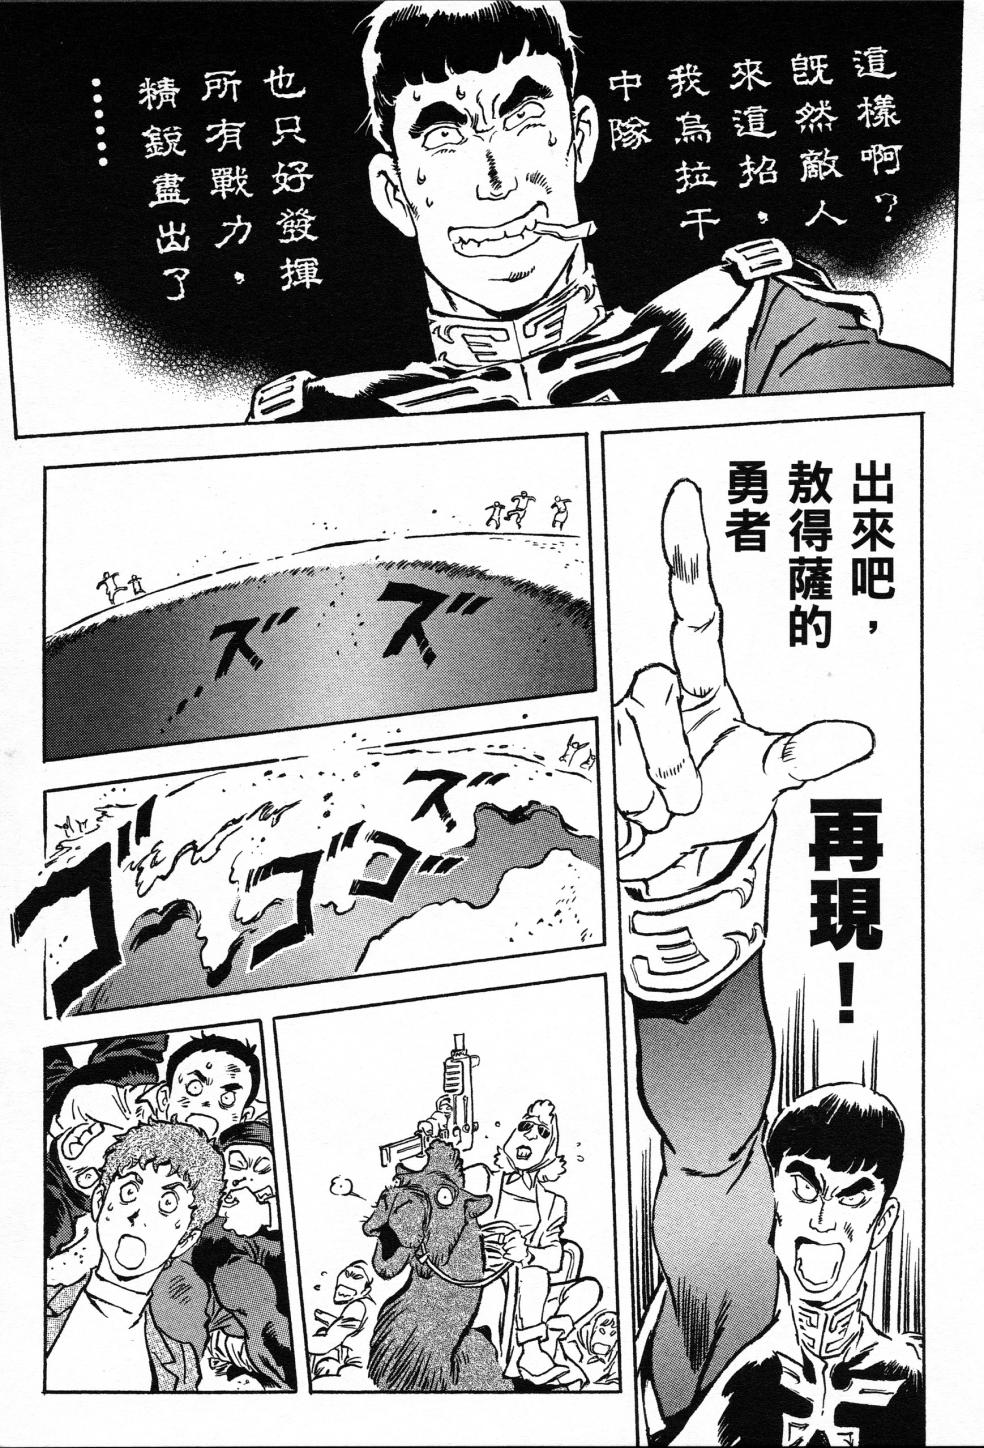 這樣啊?
既然敵人
來這招,
我烏拉干
中隊
也只好發揮
所有戰力,
精銳盡出了
⋯⋯
出來吧,
敖得薩的
勇者
再現!
ズズ
ズゴゴゴ